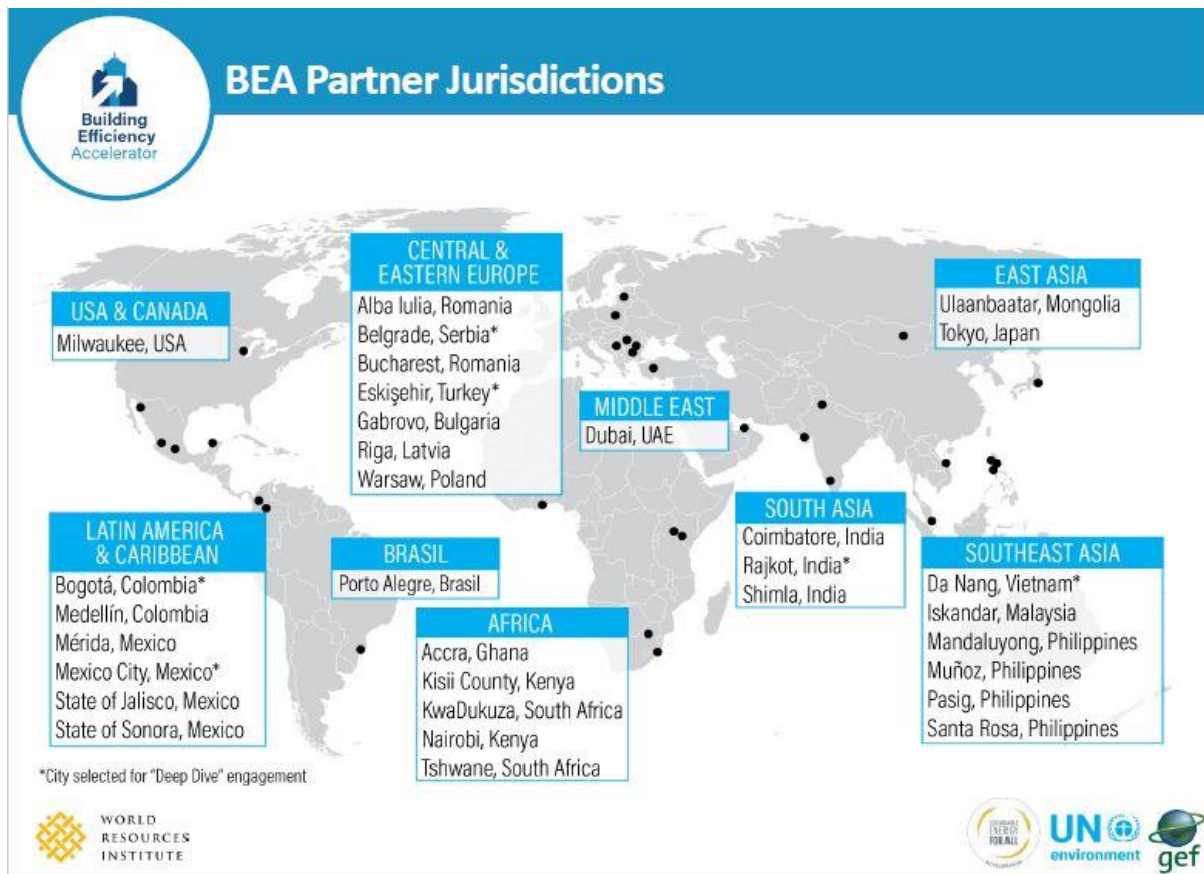 BEA Partner Jurisdictions
Building
Efficiency
Accelerator
USA & CANADA
Milwaukee, USA
CENTRAL &
EASTERN EUROPE
Alba Iulia, Romania
Belgrade, Serbia*
Bucharest, Romania
Eskişehir, Turkey*
Gabrovo, Bulgaria
Riga, Latvia
Warsaw, Poland
EAST ASIA
Ulaanbaatar, Mongolia
Tokyo, Japan
MIDDLE EAST
Dubai, UAE
LATIN AMERICA
& CARIBBEAN
Bogotá, Colombia*
Medellín, Colombia
Mérida, Mexico
Mexico City, Mexico*
State of Jalisco, Mexico
State of Sonora, Mexico
BRASIL
Porto Alegre, Brasil
AFRICA
Accra, Ghana
Kisii County, Kenya
KwaDukuza, South Africa
Nairobi, Kenya
Tshwane, South Africa
SOUTH ASIA
Coimbatore, India
Rajkot, India*
Shimla, India
SOUTHEAST ASIA
Da Nang, Vietnam*
Iskandar, Malaysia
Mandaluyong, Philippines
Muñoz, Philippines
Pasig, Philippines
Santa Rosa, Philippines
*City selected for "Deep Dive" engagement
WORLD
RESOURCES
INSTITUTE
SUSTAINABLE
ENERGY
FOR ALL
ACCELERATOR
UN
environment
gef